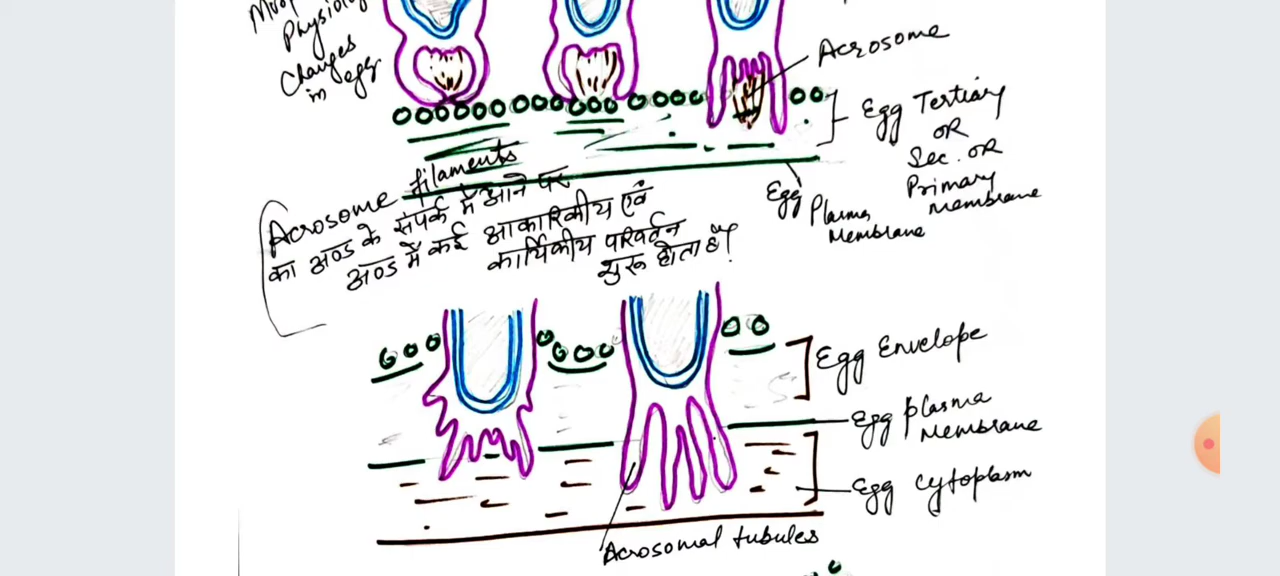 Physiolo
Changes
in egg
Acrosome
Egg Tertiary
OR
Sec. OR
Primary
Membrane
Egg Plasma
Membrane
Acrosome filaments
का अण्ड के संपर्क में आने पर
अण्ड में कई आकारिकीय एवं
कार्यिकीय परिवर्तन
शुरू होता है।
Egg Envelope
Egg plasma
Membrane
Egg cytoplasm
Acrosomal tubules